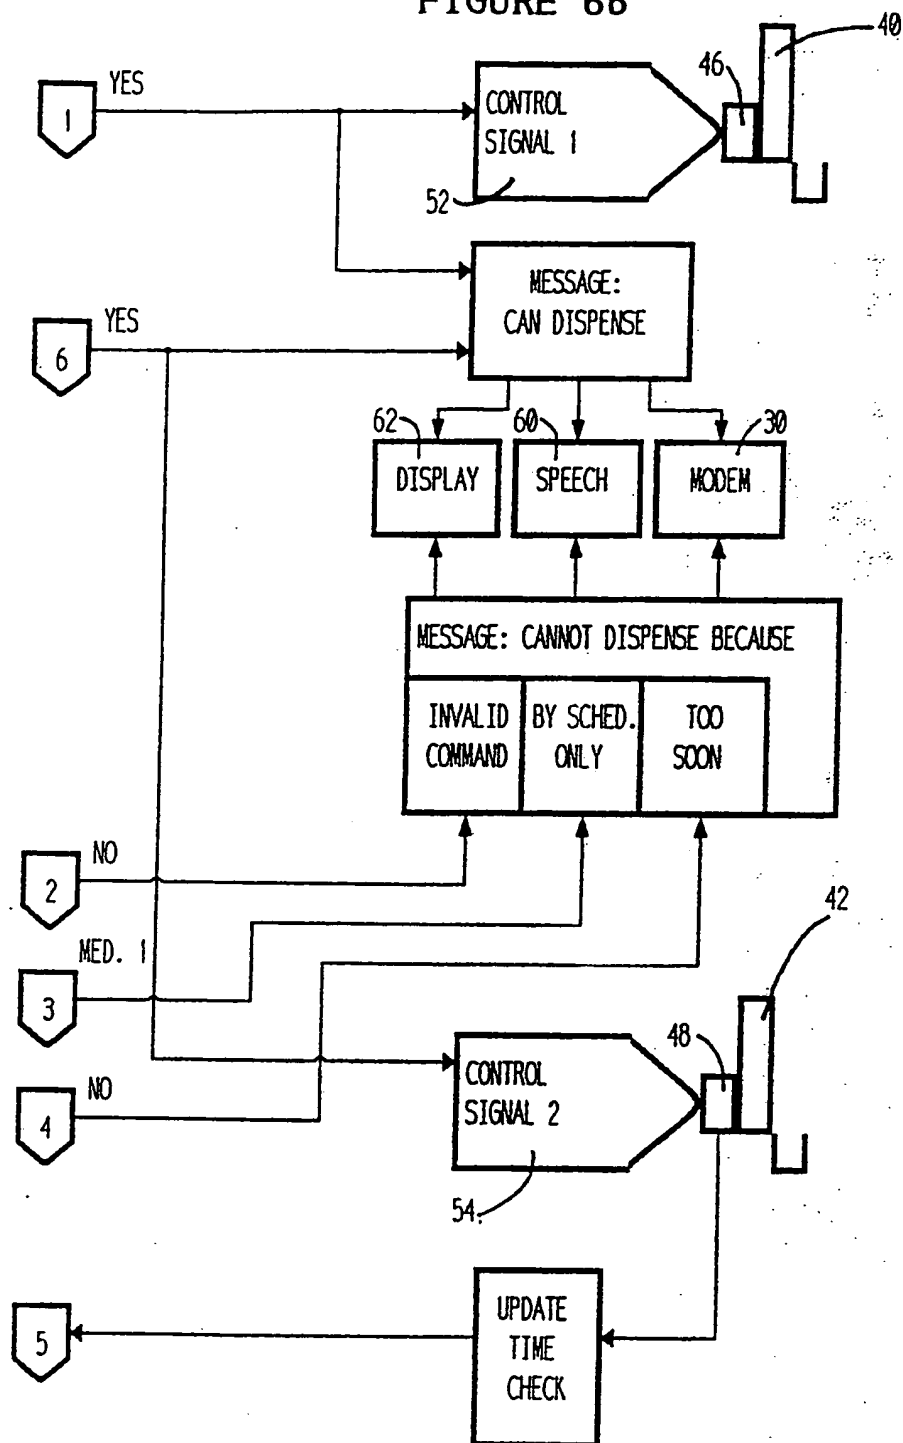 FIGURE 6b
40
YES
46
1
CONTROL
SIGNAL 1
52
MESSAGE:
CAN DISPENSE
YES
6
62
60
30
DISPLAY
SPEECH
MODEM
MESSAGE: CANNOT DISPENSE BECAUSE
INVALID
COMMAND
BY SCHED.
ONLY
TOO
SOON
NO
2
42
MED. 1
3
48
NO
4
CONTROL
SIGNAL 2
54
UPDATE
TIME
CHECK
5